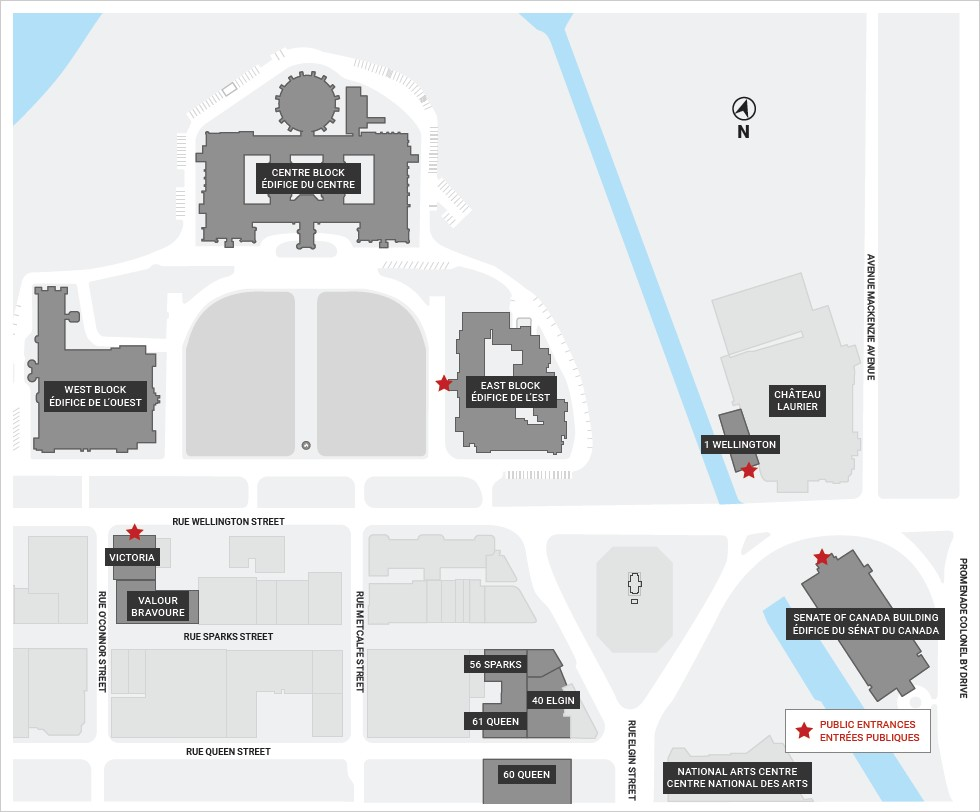 N
CENTRE BLOCK
ÉDIFICE DU CENTRE
AVENUE MACKENZIE AVENUE
WEST BLOCK
ÉDIFICE DE L'OUEST
EAST BLOCK
ÉDIFICE DE L'EST
CHÂTEAU
LAURIER
1 WELLINGTON
RUE WELLINGTON STREET
VICTORIA
VALOUR
BRAVOURE
RUE O'CONNOR STREET
RUE METCALFE STREET
RUE SPARKS STREET
SENATE OF CANADA BUILDING
ÉDIFICE DU SÉNAT DU CANADA
PROMENADE COLONEL BY DRIVE
56 SPARKS
40 ELGIN
61 QUEEN
RUE ELGIN STREET
PUBLIC ENTRANCES
ENTRÉES PUBLIQUES
RUE QUEEN STREET
60 QUEEN
NATIONAL ARTS CENTRE
CENTRE NATIONAL DES ARTS